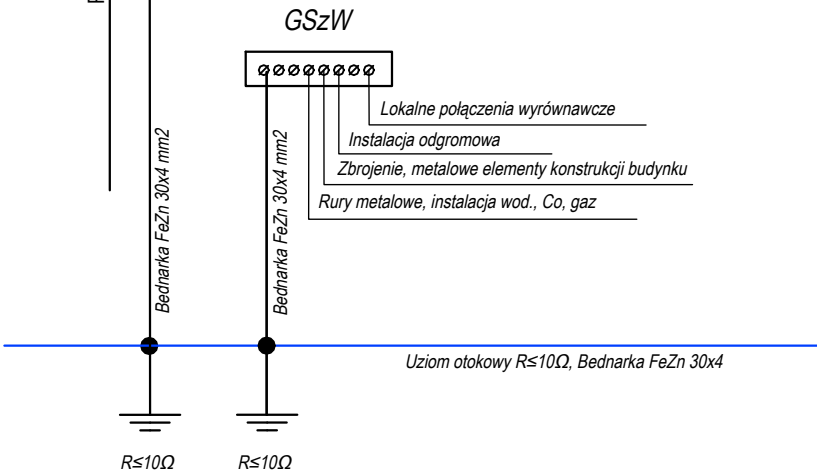 GSzW
Lokalne połączenia wyrównawcze
Instalacja odgromowa
Zbrojenie, metalowe elementy konstrukcji budynku
Rury metalowe, instalacja wod., Co, gaz
Bednarka FeZn 30x4 mm2
Bednarka FeZn 30x4 mm2
Uziom otokowy R≤10Ω, Bednarka FeZn 30x4
R≤10Ω
R≤10Ω